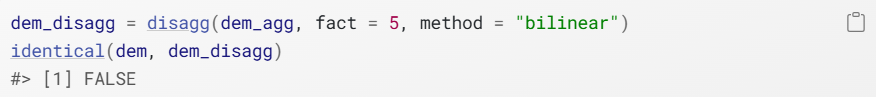 dem_disagg = disagg(dem_agg, fact = 5, method = "bilinear")
identical(dem, dem_disagg)
#> [1] FALSE